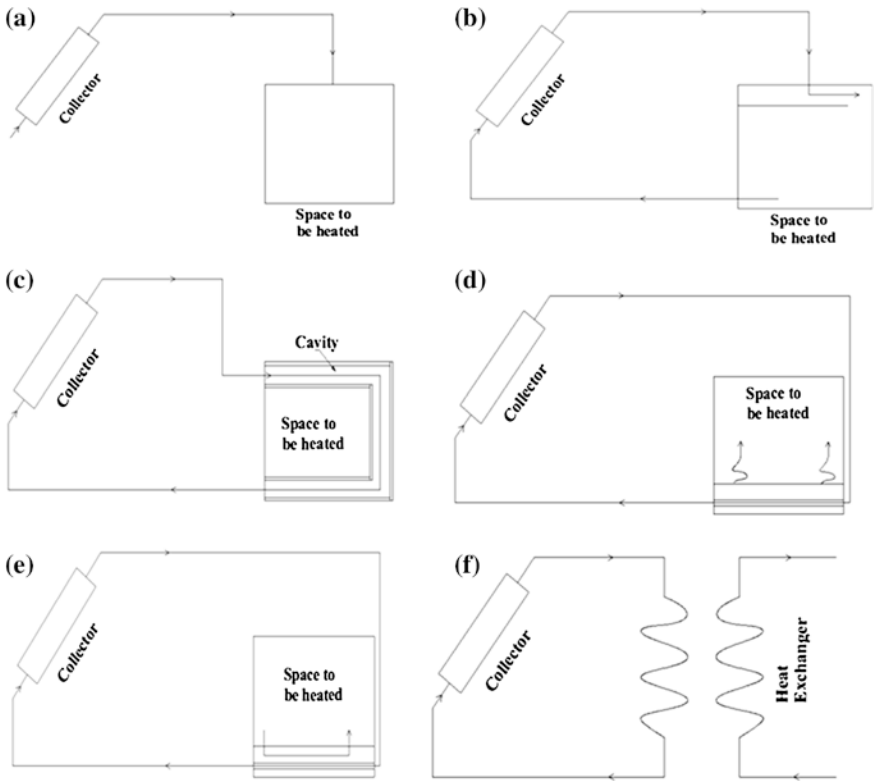 (a)
Collector
Space to
be heated
(b)
Collector
Space to
be heated
(c)
Collector
Cavity
Space to
be heated
(d)
Collector
Space to
be heated
(e)
Collector
Space to
be heated
(f)
Collector
Heat
Exchanger